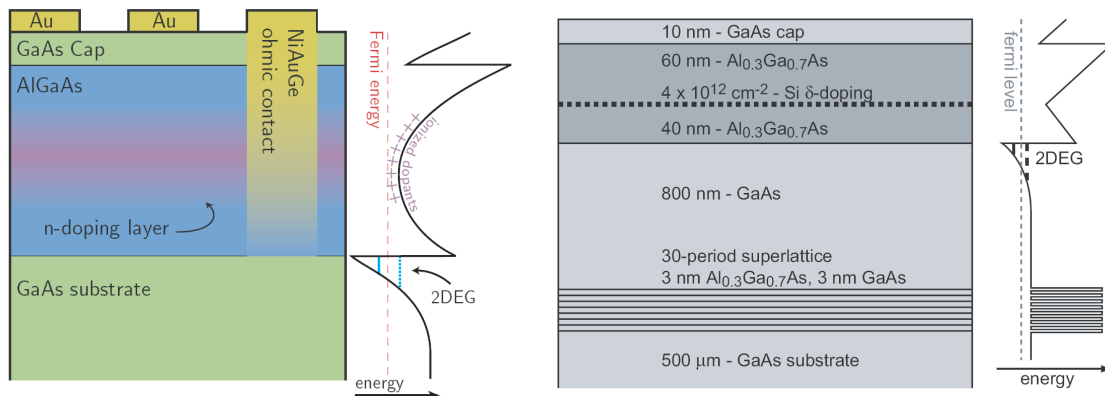 Au
Au
GaAs Cap
AlGaAs
NiAuGe
ohmic contact
n-doping layer
GaAs substrate
Fermi energy
+++++++++
ionized dopants
2DEG
energy
10 nm - GaAs cap
60 nm - Al0.3Ga0.7As
4 x 10¹² cm⁻² - Si δ-doping
40 nm - Al0.3Ga0.7As
800 nm - GaAs
30-period superlattice
3 nm Al0.3Ga0.7As, 3 nm GaAs
500 μm - GaAs substrate
fermi level
2DEG
energy